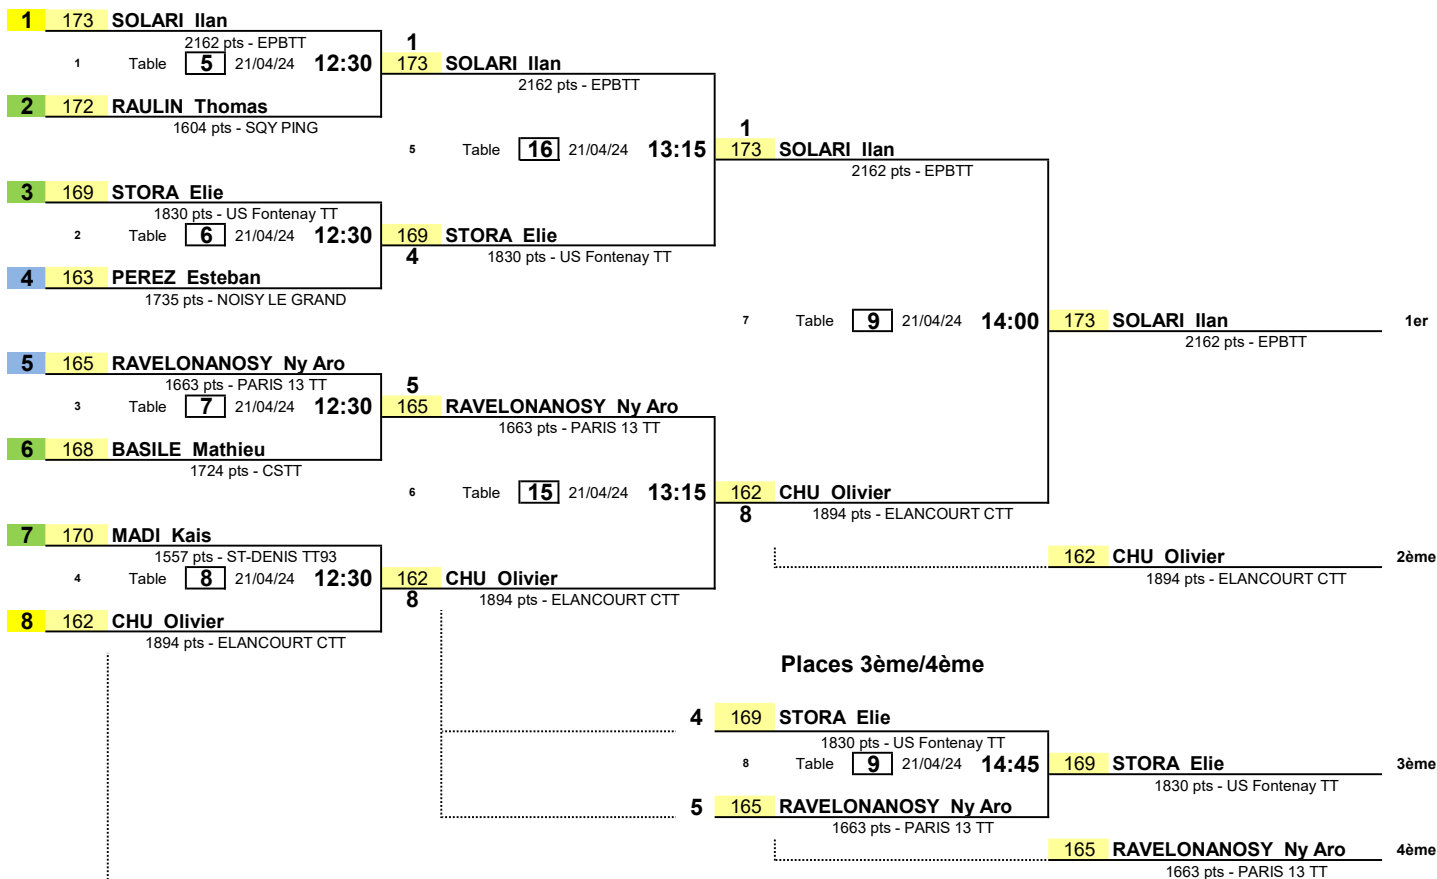 1 173 SOLARI Ilan
2162 pts - EPBTT
1
1 Table 5 21/04/24 12:30 173 SOLARI Ilan
2162 pts - EPBTT
2 172 RAULIN Thomas
1604 pts - SQY PING
1
5 Table 16 21/04/24 13:15 173 SOLARI Ilan
2162 pts - EPBTT
3 169 STORA Elie
1830 pts - US Fontenay TT
2 Table 6 21/04/24 12:30 169 STORA Elie
4 1830 pts - US Fontenay TT
4 163 PEREZ Esteban
1735 pts - NOISY LE GRAND
7 Table 9 21/04/24 14:00 173 SOLARI Ilan 1er
2162 pts - EPBTT
5 165 RAVELONANOSY Ny Aro
1663 pts - PARIS 13 TT
5
3 Table 7 21/04/24 12:30 165 RAVELONANOSY Ny Aro
1663 pts - PARIS 13 TT
6 168 BASILE Mathieu
1724 pts - CSTT
6 Table 15 21/04/24 13:15 162 CHU Olivier
8 1894 pts - ELANCOURT CTT
7 170 MADI Kais
1557 pts - ST-DENIS TT93
162 CHU Olivier 2ème
1894 pts - ELANCOURT CTT
4 Table 8 21/04/24 12:30 162 CHU Olivier
8 1894 pts - ELANCOURT CTT
8 162 CHU Olivier
1894 pts - ELANCOURT CTT
Places 3ème/4ème
4 169 STORA Elie
1830 pts - US Fontenay TT
8 Table 9 21/04/24 14:45 169 STORA Elie 3ème
1830 pts - US Fontenay TT
5 165 RAVELONANOSY Ny Aro
1663 pts - PARIS 13 TT
165 RAVELONANOSY Ny Aro 4ème
1663 pts - PARIS 13 TT